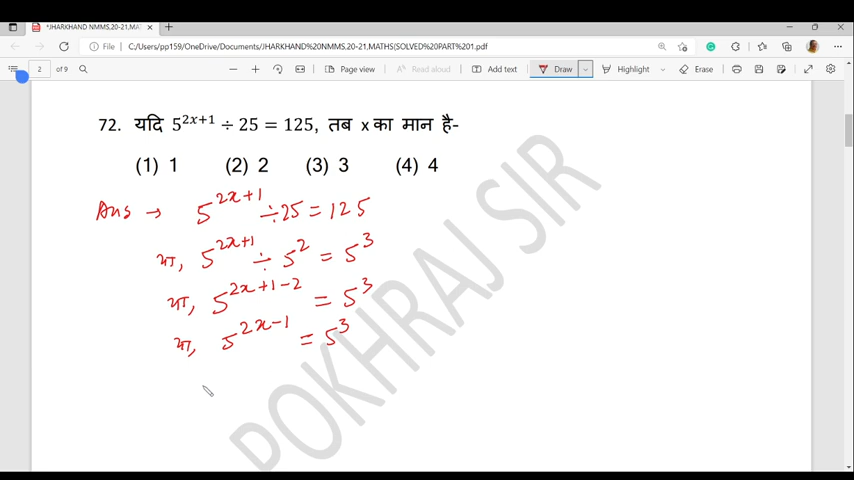 *JHARKHAND NMMS,20-21,MATHS
File C:/Users/pp159/OneDrive/Documents/JHARKHAND%20NMMS,20-21,MATHS(SOLVED%20PART%201.pdf
2 of 9 Page view Read aloud Add text Draw Highlight Erase
72. यदि 5^{2x+1} ÷ 25 = 125, तब x का मान है-
(1) 1 (2) 2 (3) 3 (4) 4
Ans → 5^{2x+1} ÷ 25 = 125
या, 5^{2x+1} ÷ 5^2 = 5^3
या, 5^{2x+1-2} = 5^3
या, 5^{2x-1} = 5^3
POKHRAJ SIR